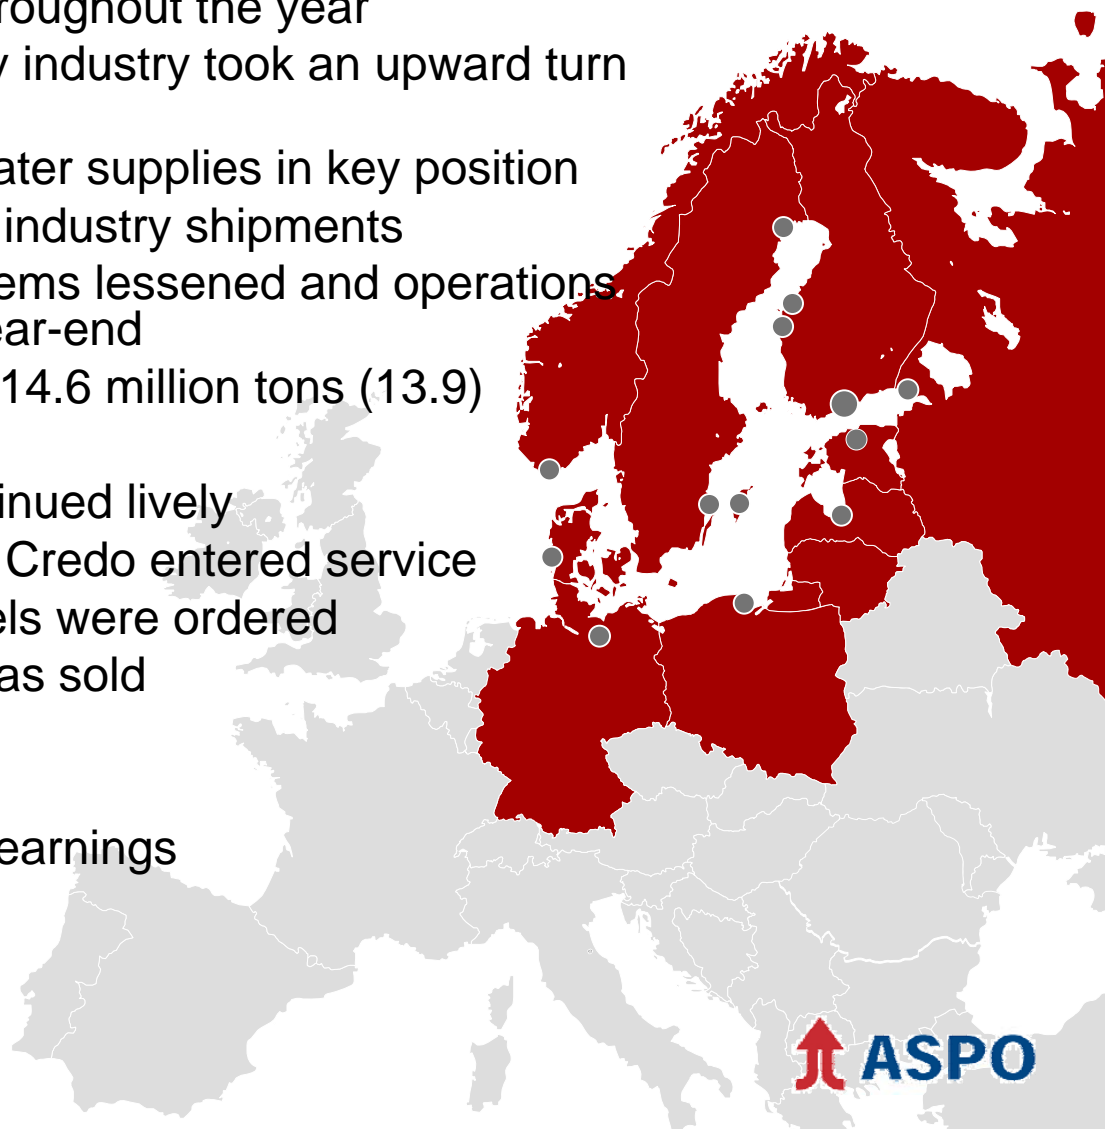 roughout the year
y industry took an upward turn
ater supplies in key position
industry shipments
ems lessened and operations
ear-end
14.6 million tons (13.9)
inued lively
Credo entered service
els were ordered
as sold
earnings
ASPO